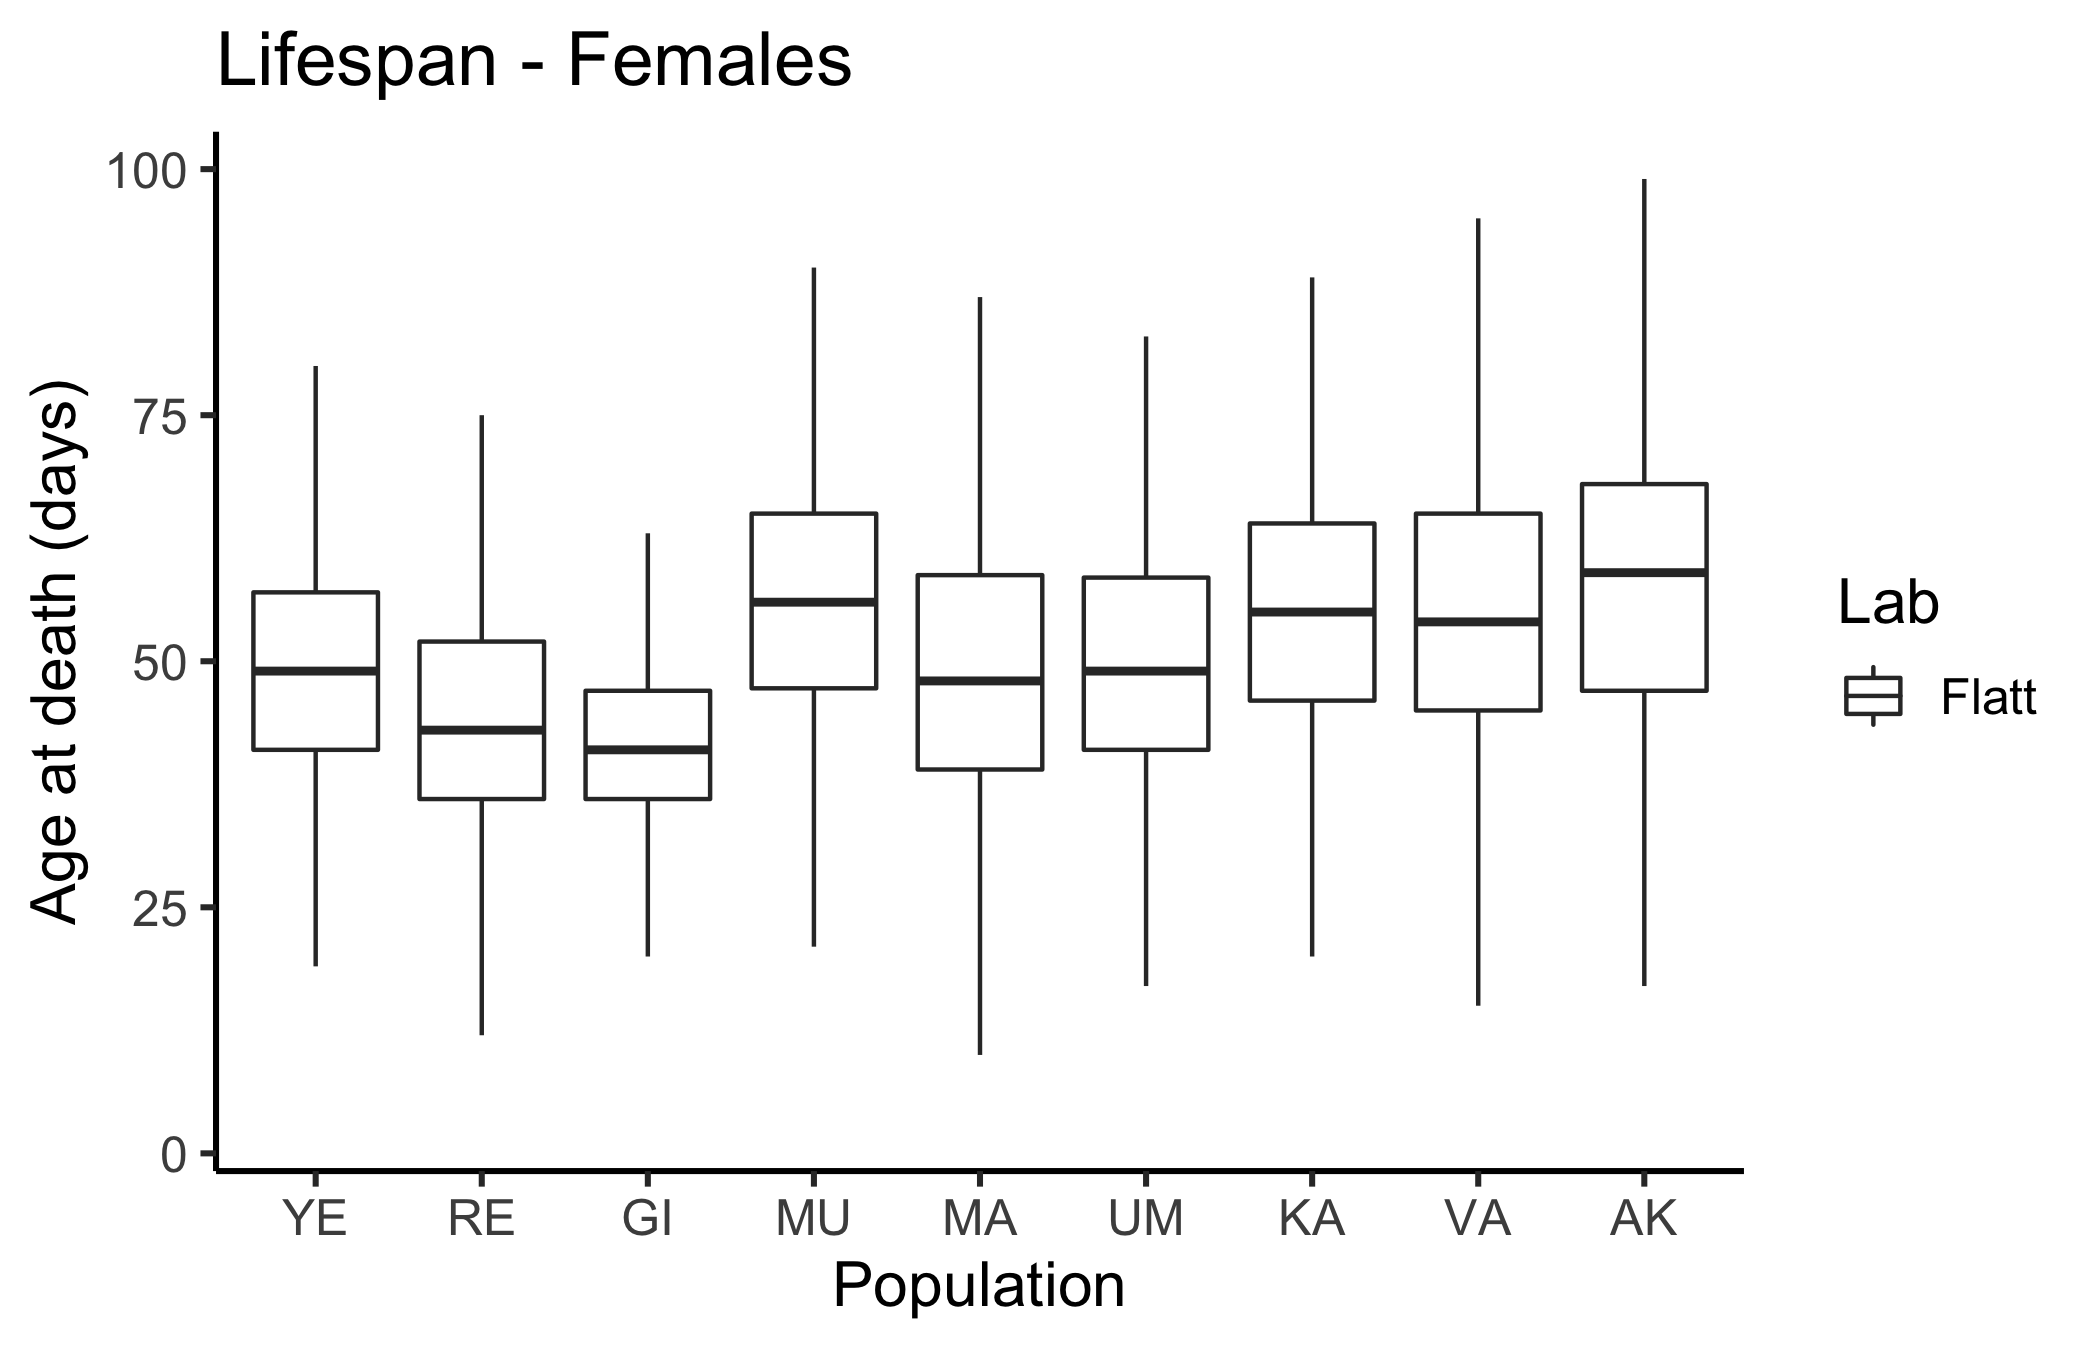 Lifespan - Females
Age at death (days)
100
75
50
25
0
YE RE GI MU MA UM KA VA AK
Population
Lab
Flatt